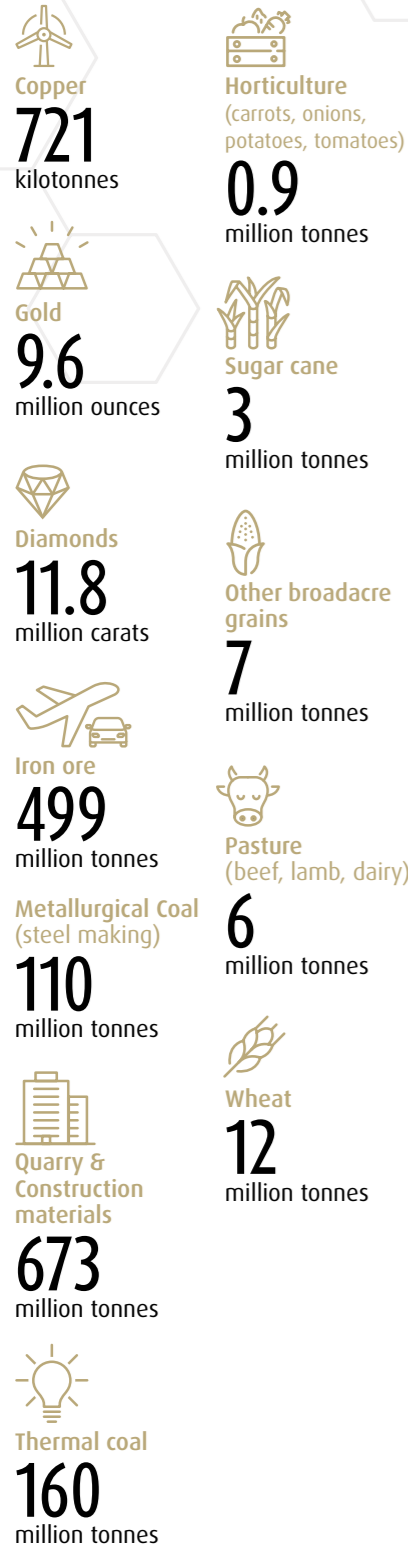 Copper
721
kilotonnes
Gold
9.6
million ounces
Diamonds
11.8
million carats
Iron ore
499
million tonnes
Metallurgical Coal
(steel making)
110
million tonnes
Quarry &
Construction
materials
673
million tonnes
Thermal coal
160
million tonnes
Horticulture
(carrots, onions,
potatoes, tomatoes)
0.9
million tonnes
Sugar cane
3
million tonnes
Other broadacre
grains
7
million tonnes
Pasture
(beef, lamb, dairy)
6
million tonnes
Wheat
12
million tonnes